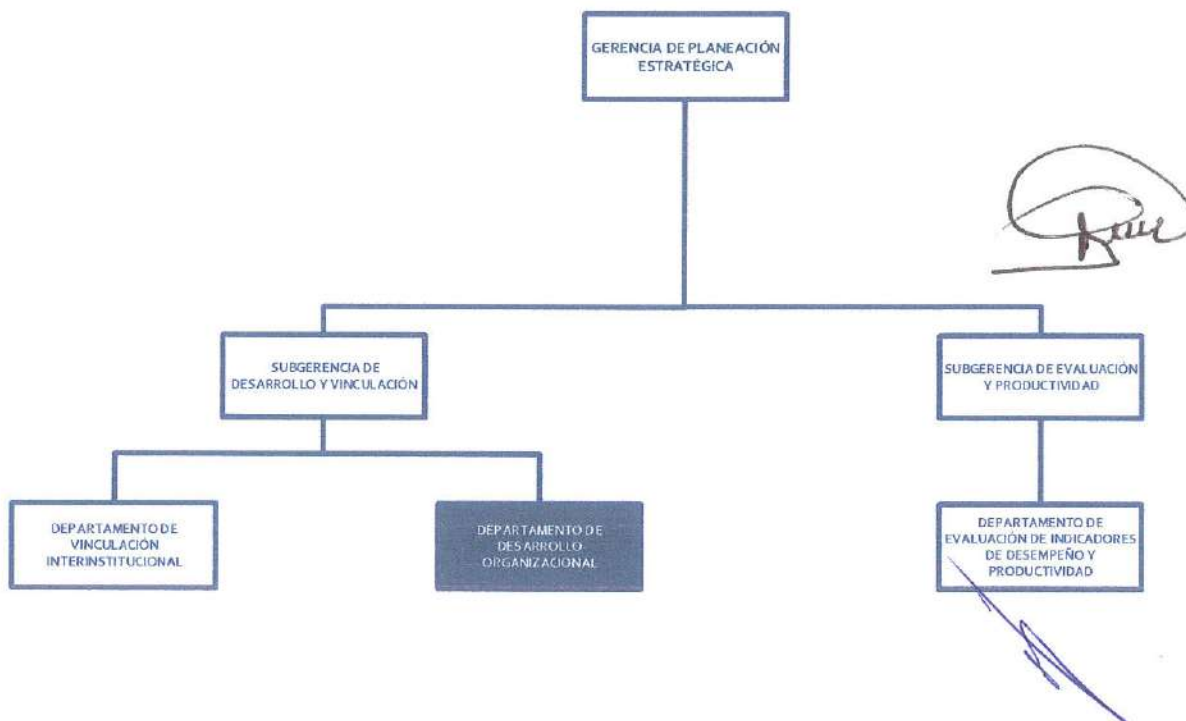 GERENCIA DE PLANEACIÓN
ESTRATÉGICA
SUBGERENCIA DE
DESARROLLO Y VINCULACIÓN
SUBGERENCIA DE EVALUACIÓN
Y PRODUCTIVIDAD
DEPARTAMENTO DE
VINCULACIÓN
INTERINSTITUCIONAL
DEPARTAMENTO DE
DESARROLLO
ORGANIZACIONAL
DEPARTAMENTO DE
EVALUACIÓN DE INDICADORES
DE DESEMPEÑO Y
PRODUCTIVIDAD